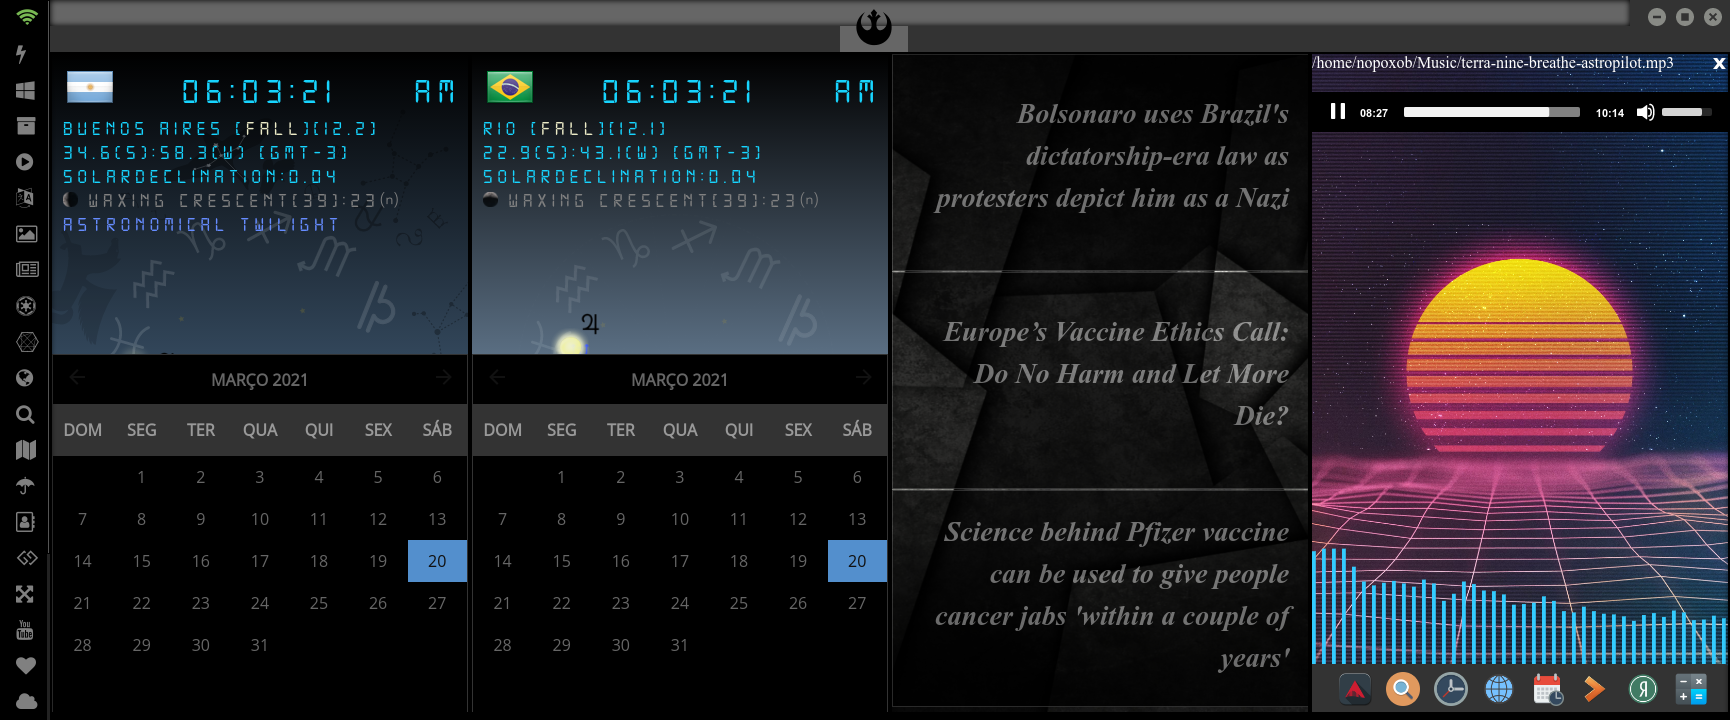 06:03:21 AM
BUENOS AIRES (FALL)(12.2)
34.6(S):58.3(W) (GMT-3)
SOLARDECLINATION:0.04
WAXING CRESCENT(39):23(n)
ASTRONOMICAL TWILIGHT
MARÇO 2021
DOM SEG TER QUA QUI SEX SÁB
1 2 3 4 5 6
7 8 9 10 11 12 13
14 15 16 17 18 19 20
21 22 23 24 25 26 27
28 29 30 31
06:03:21 AM
RIO (FALL)(12.1)
22.9(S):43.1(W) (GMT-3)
SOLARDECLINATION:0.04
WAXING CRESCENT(39):23(n)
MARÇO 2021
DOM SEG TER QUA QUI SEX SÁB
1 2 3 4 5 6
7 8 9 10 11 12 13
14 15 16 17 18 19 20
21 22 23 24 25 26 27
28 29 30 31
Bolsonaro uses Brazil's
dictatorship-era law as
protesters depict him as a Nazi
Europe’s Vaccine Ethics Call:
Do No Harm and Let More
Die?
Science behind Pfizer vaccine
can be used to give people
cancer jabs 'within a couple of
years'
/home/nopoxob/Music/terra-nine-breathe-astropilot.mp3 x
08:27 10:14
You
Tube
Я